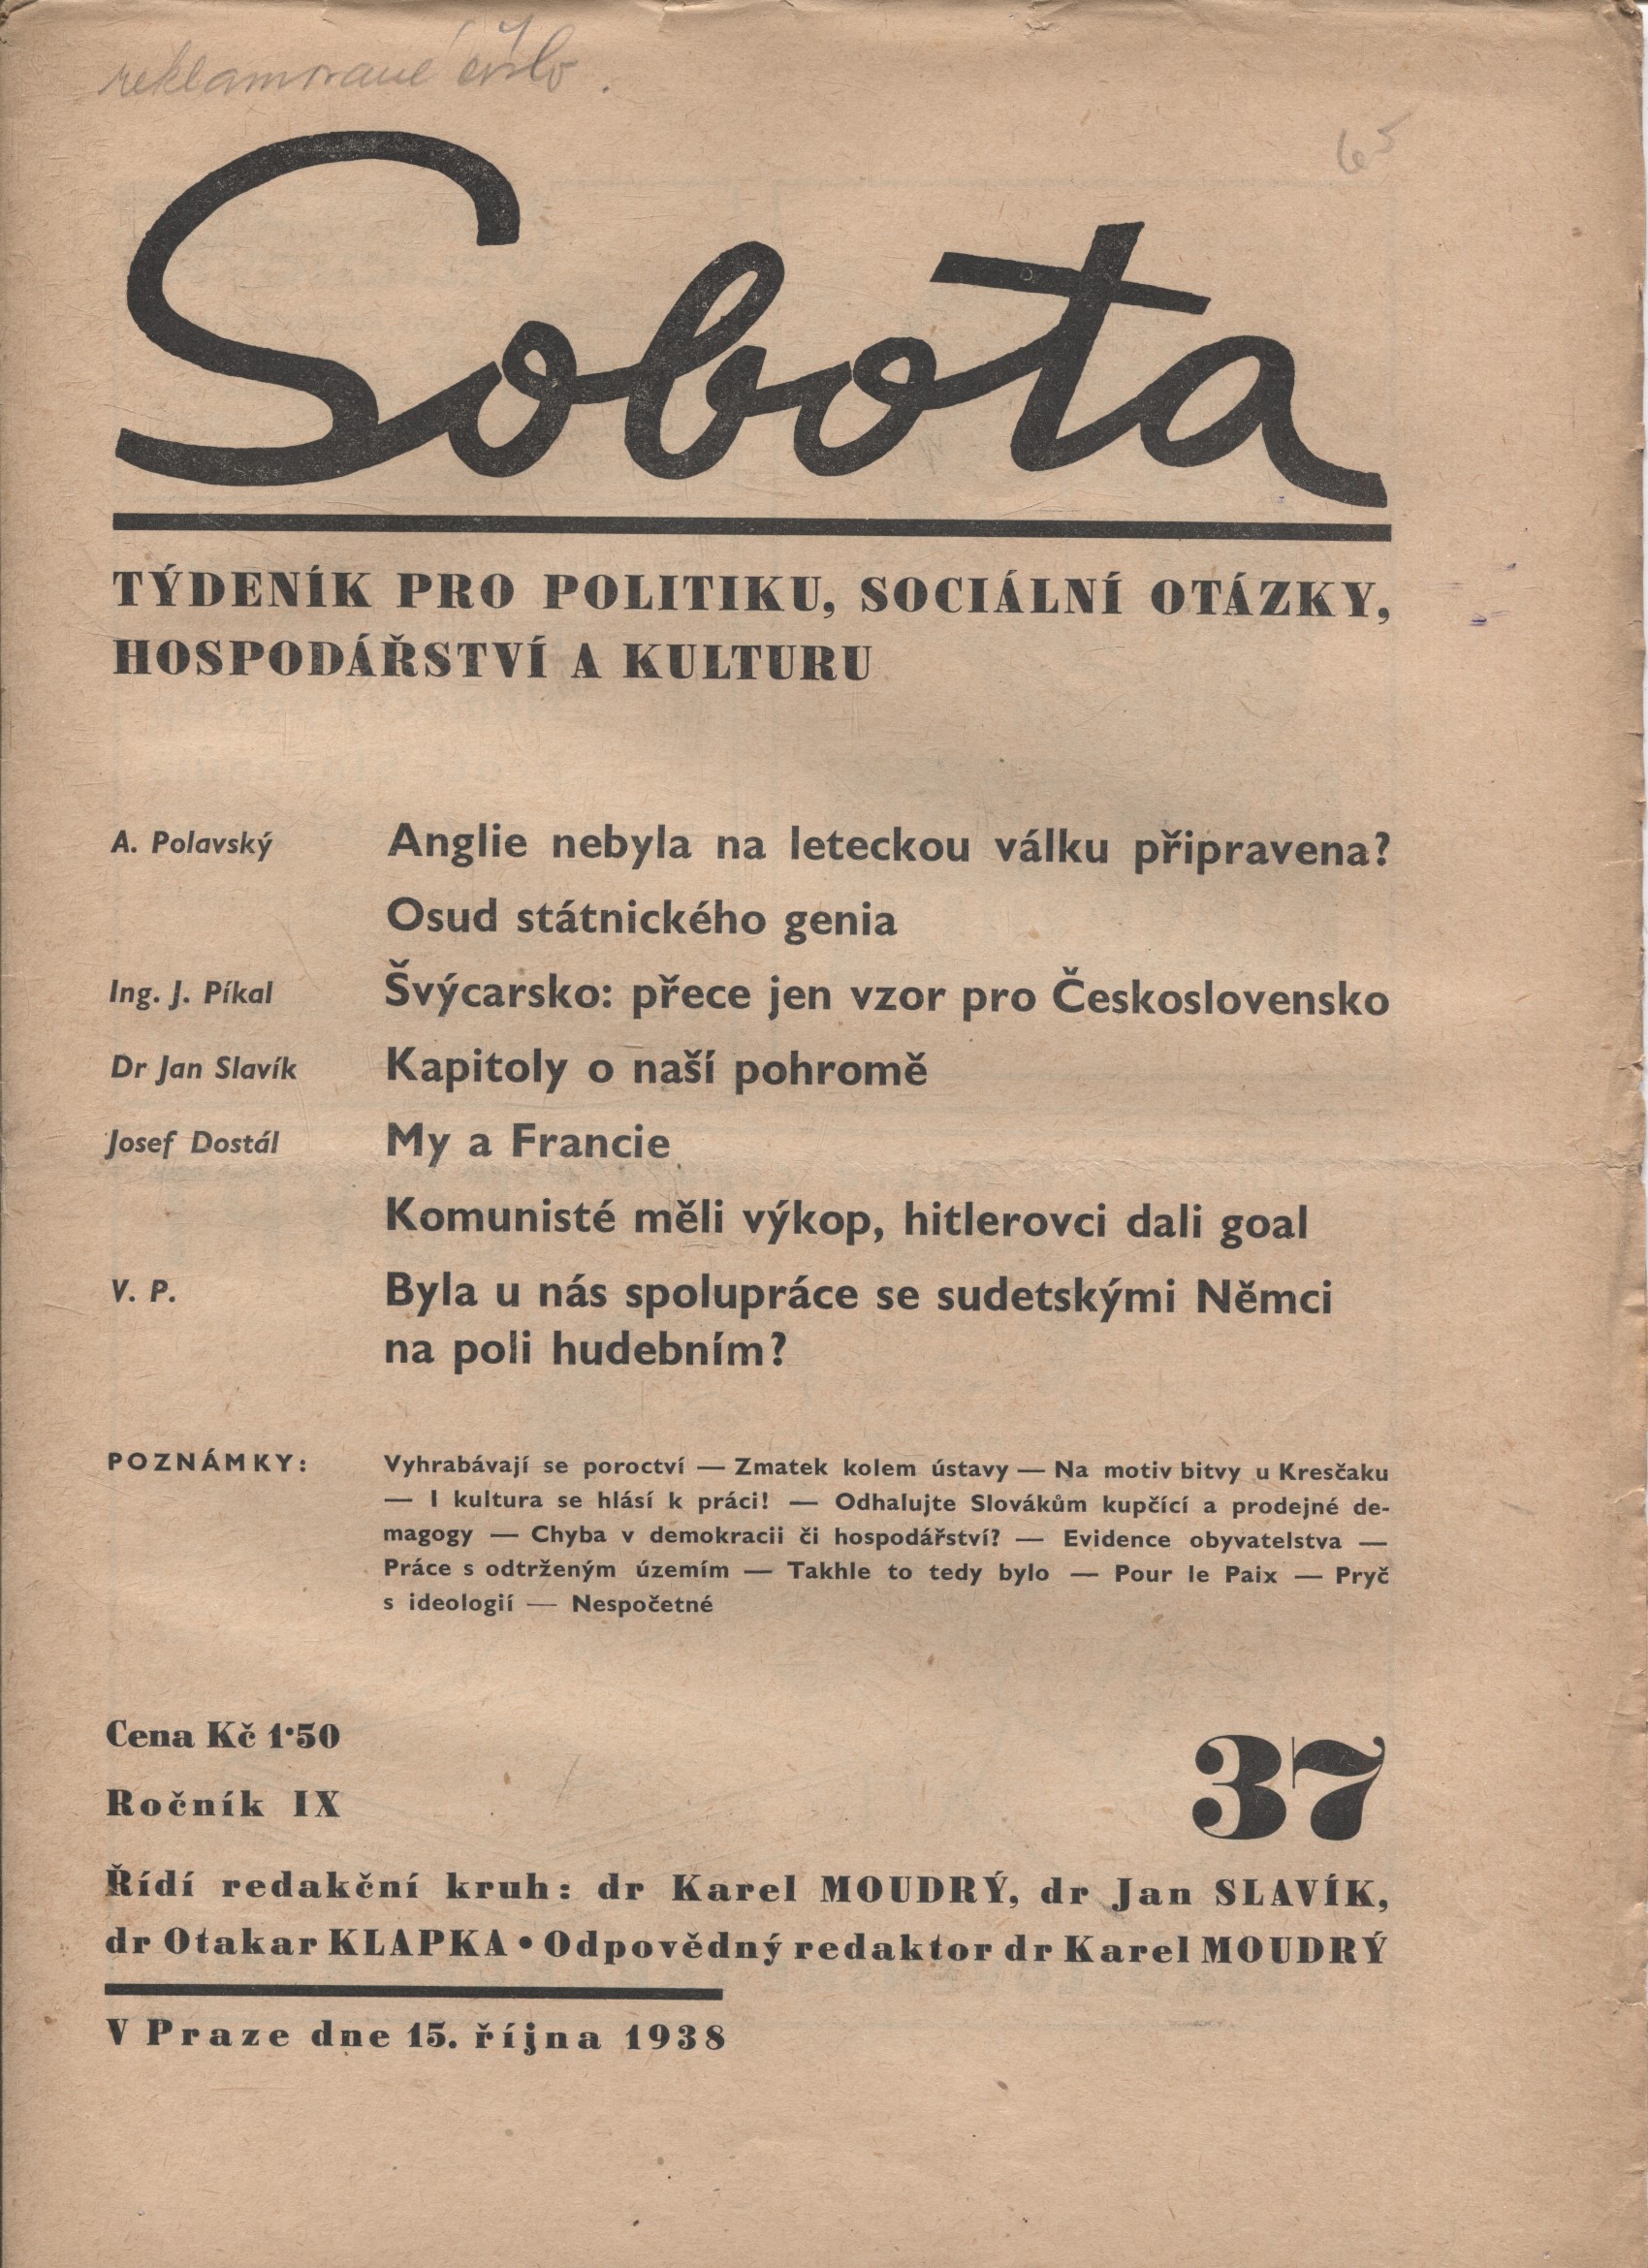 reklamované číslo.
65
Sobota
TÝDENÍK PRO POLITIKU, SOCIÁLNÍ OTÁZKY,
HOSPODÁŘSTVÍ A KULTURU
A. Polavský Anglie nebyla na leteckou válku připravena?
Osud státnického genia
Ing. J. Píkal Švýcarsko: přece jen vzor pro Československo
Dr Jan Slavík Kapitoly o naší pohromě
Josef Dostál My a Francie
Komunisté měli výkop, hitlerovci dali goal
V. P. Byla u nás spolupráce se sudetskými Němci
na poli hudebním?
POZNÁMKY: Vyhrabávají se poroctví — Zmatek kolem ústavy — Na motiv bitvy u Kresčaku
— I kultura se hlásí k práci! — Odhalujte Slovákům kupčící a prodejné de-
magogy — Chyba v demokracii či hospodářství? — Evidence obyvatelstva —
Práce s odtrženým územím — Takhle to tedy bylo — Pour le Paix — Pryč
s ideologií — Nespočetné
Cena Kč 1·50
Ročník IX
37
Řídí redakční kruh: dr Karel MOUDRÝ, dr Jan SLAVÍK,
dr Otakar KLAPKA • Odpovědný redaktor dr Karel MOUDRÝ
V Praze dne 15. října 1938